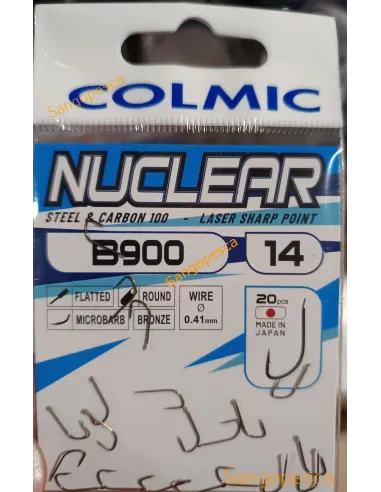 COLMIC
Sangopesca
NUCLEAR
STEEL & CARBON 100 - LASER SHARP POINT
B900
14
Sangopesca
FLATTED
ROUND
MICROBARB
BRONZE
WIRE
Ø
0.41mm
20pcs
MADE IN
JAPAN
Sangopesca